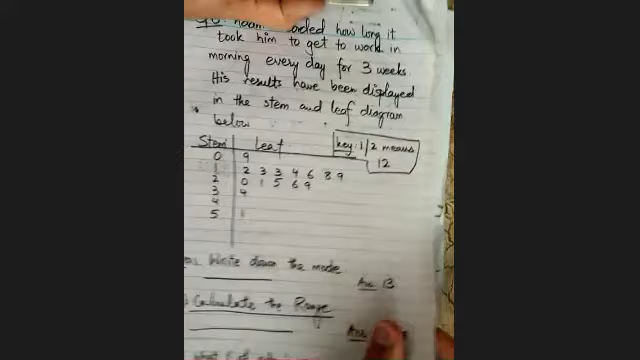 how long it
took him to get to work in
morning every day for 3 weeks.
His results have been displayed
in the stem and leaf diagram
below
Stem Leaf
key: 1/2 means
12
0 9
1 2 3 3 4 6 8 9
2 0 1 5 6 9
3 4
4
5 1
Write down the mode
Ans 13
Calculate the Range
Ans